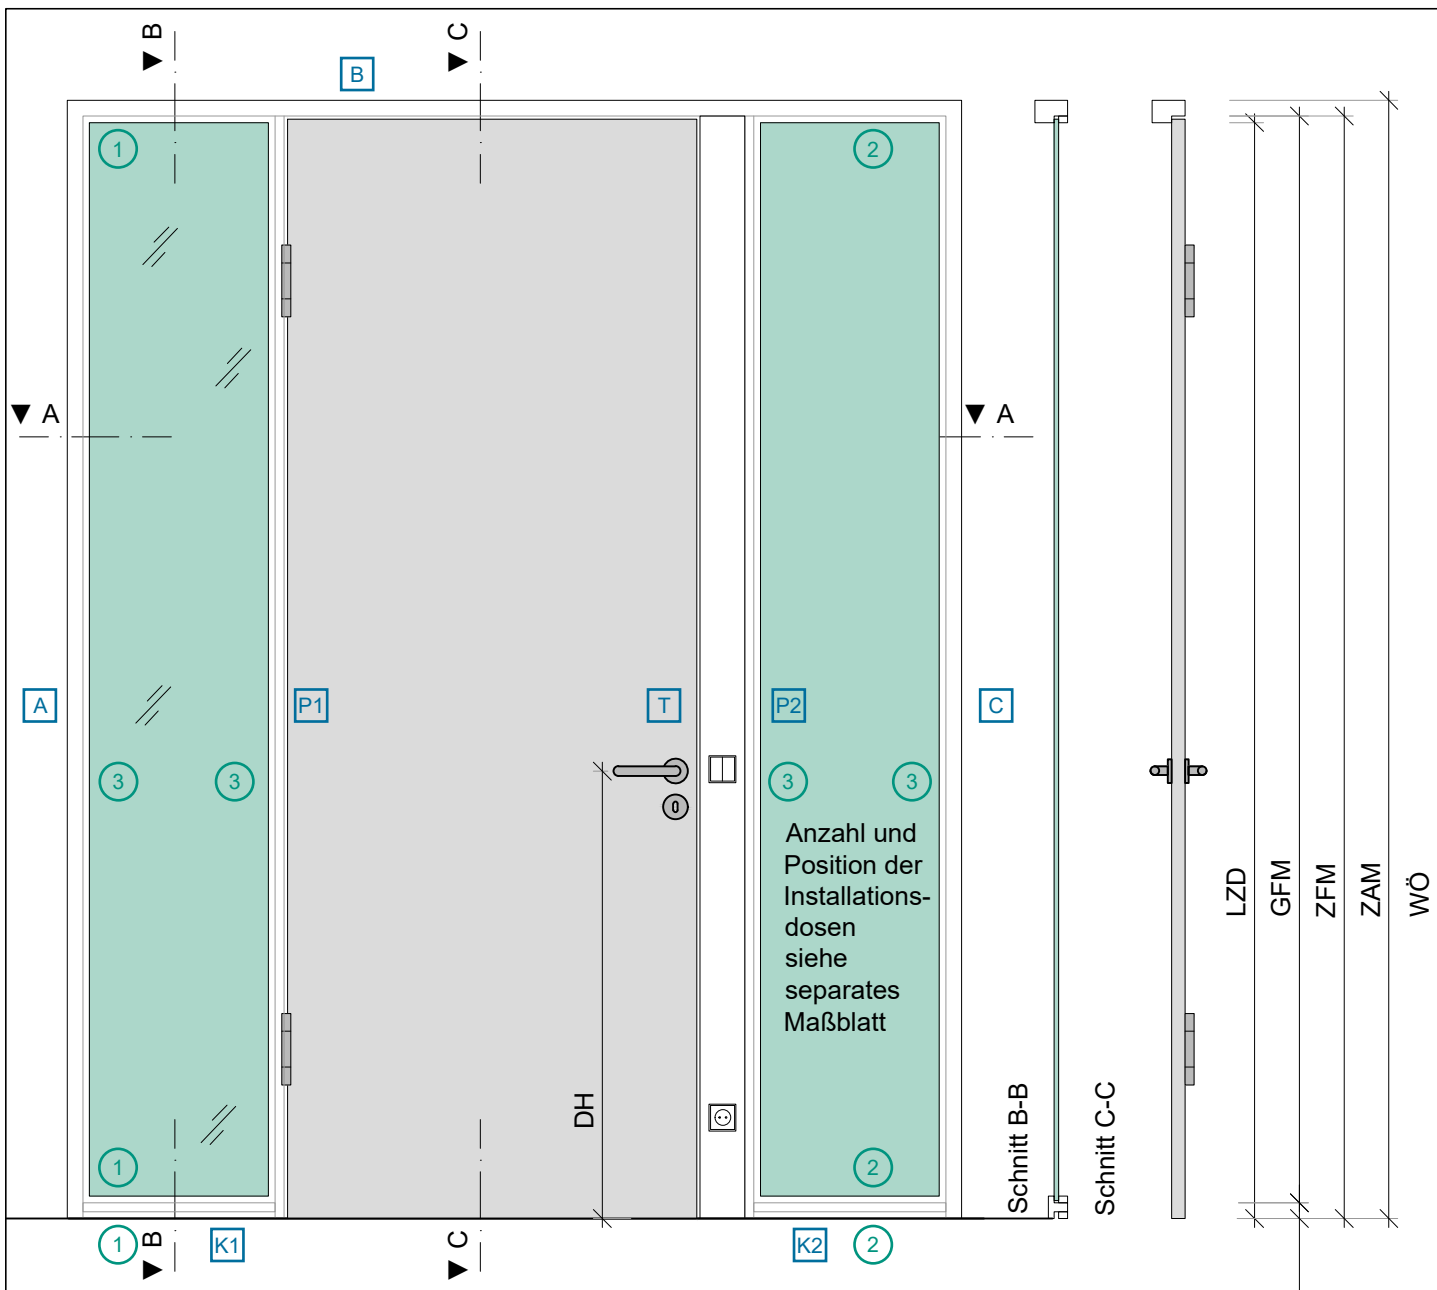 B
C
B
1
2
A
A
A
P1
T
P2
C
3
3
3
3
Anzahl und
Position der
Installations-
dosen
siehe
separates
Maßblatt
DH
LZD
GFM
ZFM
ZAM
WÖ
Schnitt B-B
Schnitt C-C
1
2
1
B
K1
C
K2
2